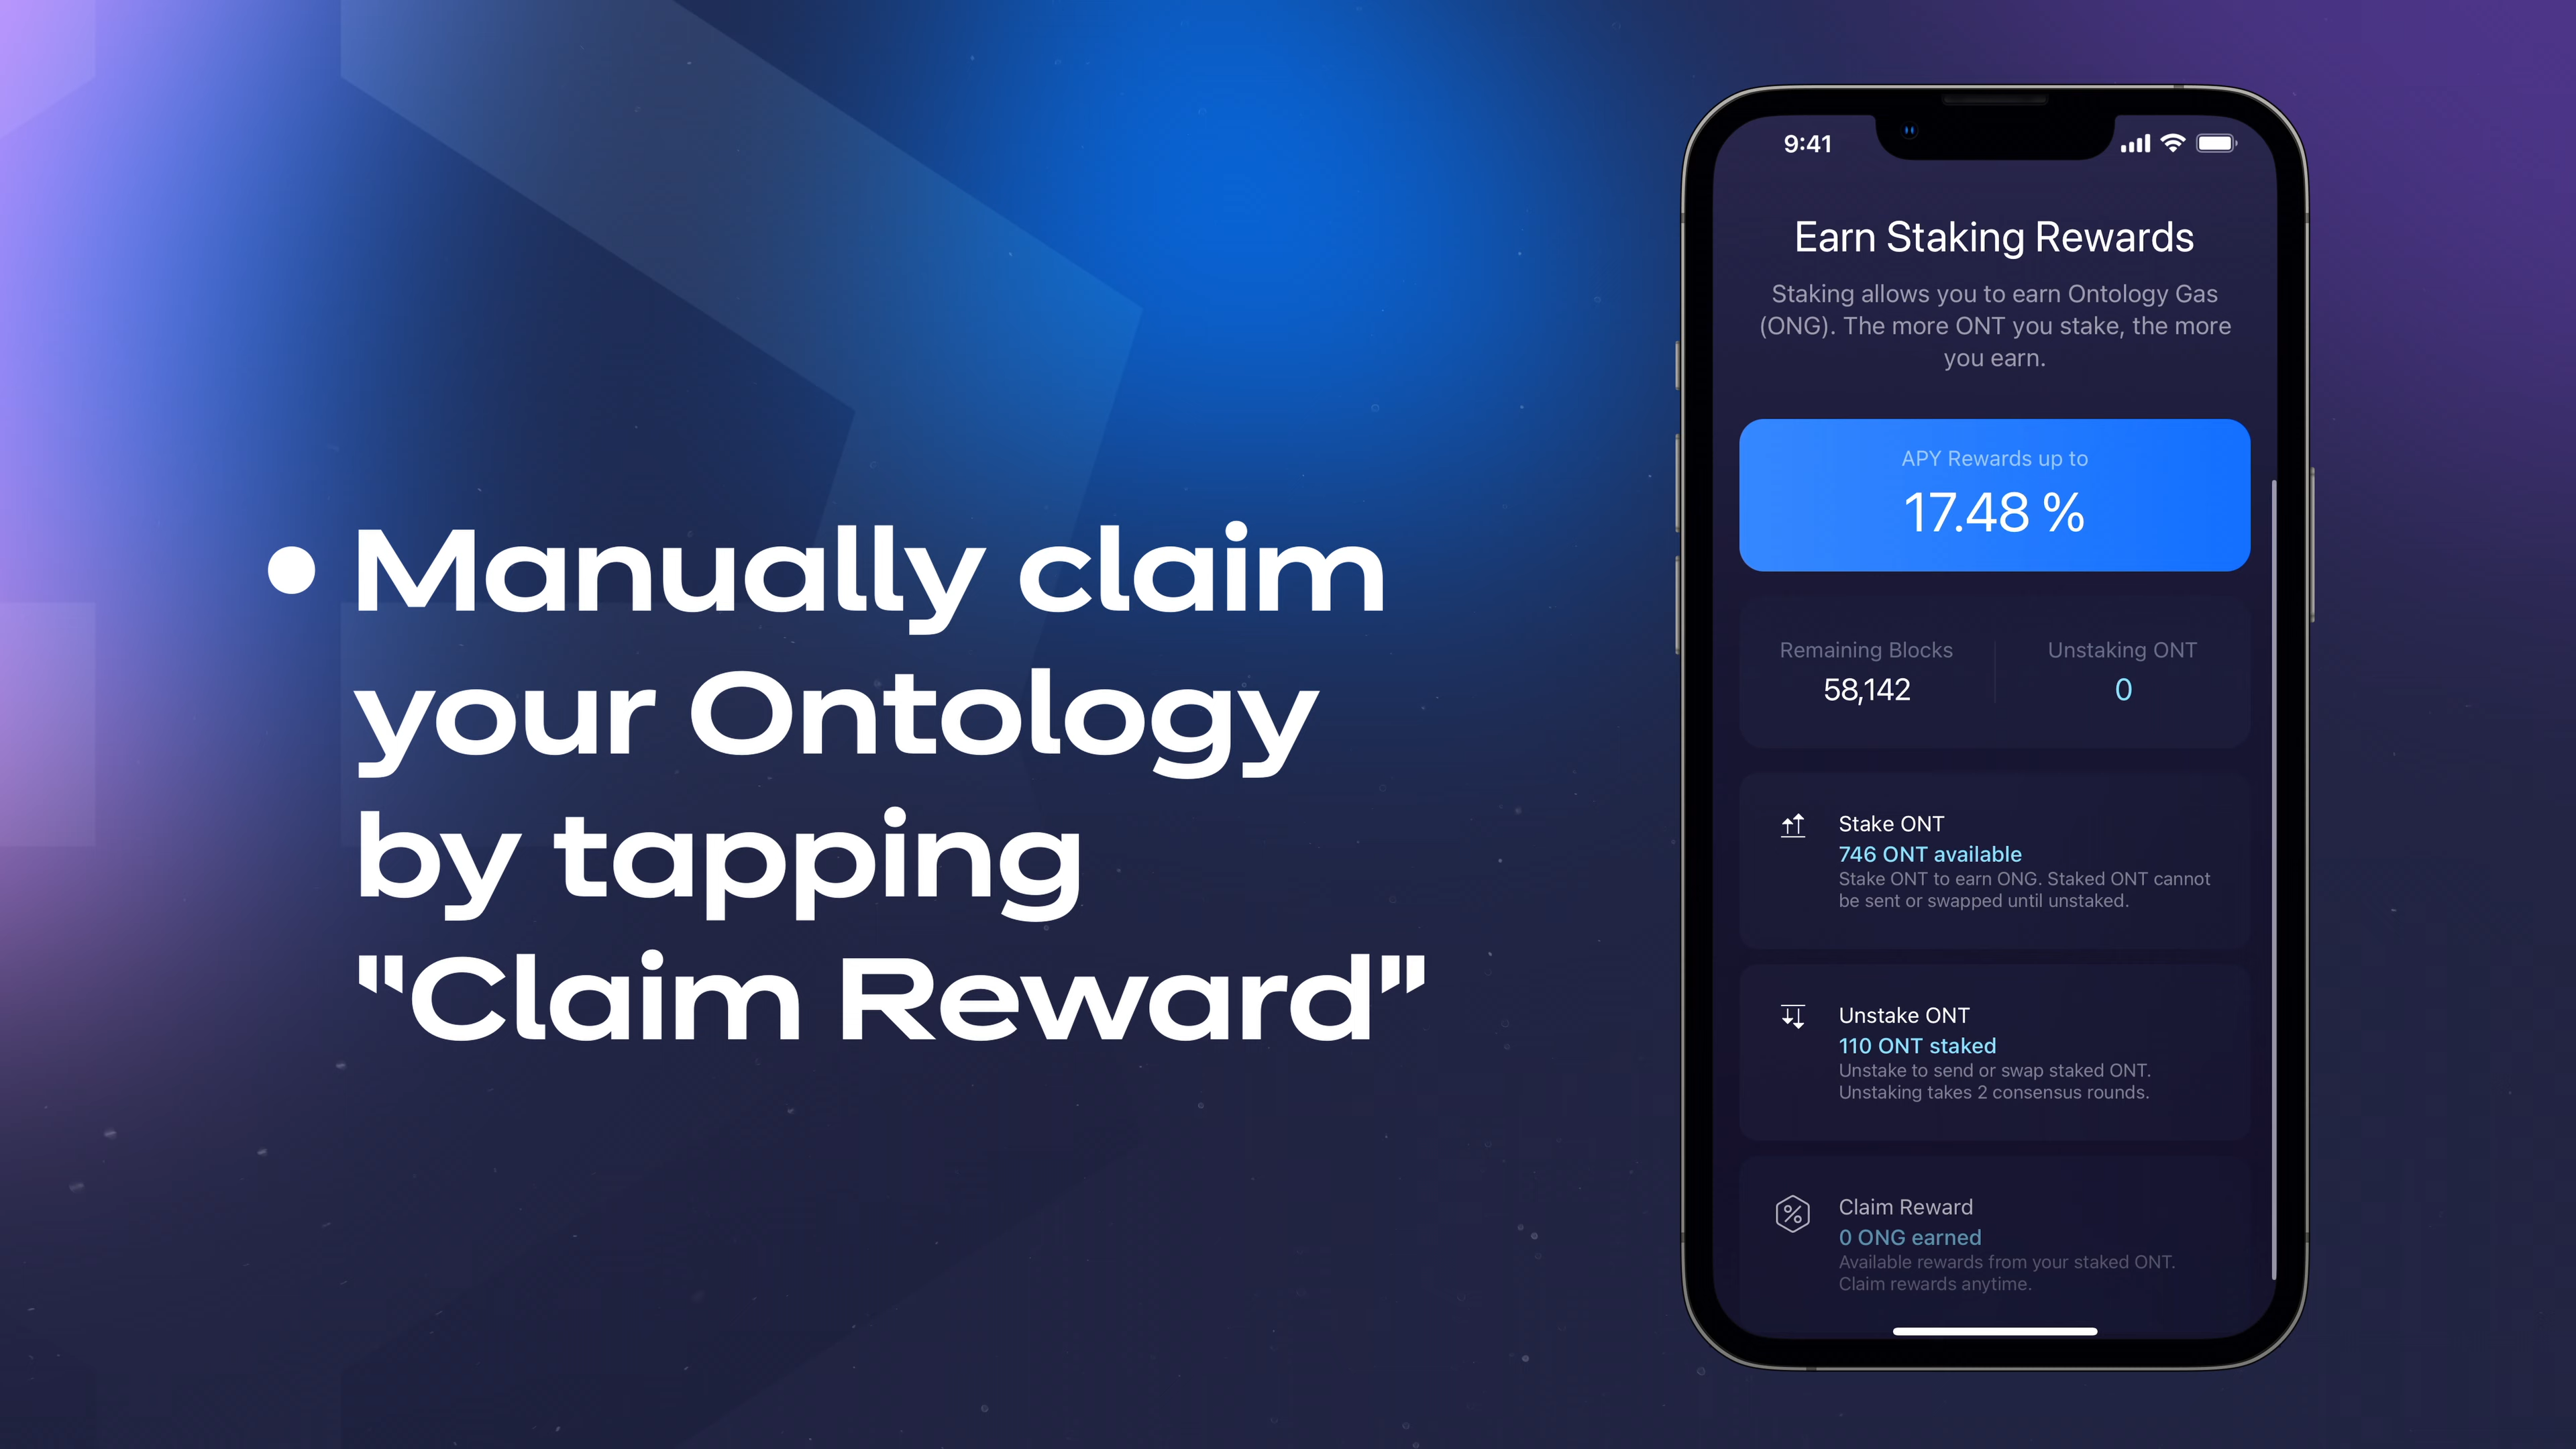 • Manually claim
your Ontology
by tapping
"Claim Reward"
9:41
Earn Staking Rewards
Staking allows you to earn Ontology Gas
(ONG). The more ONT you stake, the more
you earn.
APY Rewards up to
17.48 %
Remaining Blocks
58,142
Unstaking ONT
0
Stake ONT
746 ONT available
Stake ONT to earn ONG. Staked ONT cannot
be sent or swapped until unstaked.
Unstake ONT
110 ONT staked
Unstake to send or swap staked ONT.
Unstaking takes 2 consensus rounds.
Claim Reward
0 ONG earned
Available rewards from your staked ONT.
Claim rewards anytime.